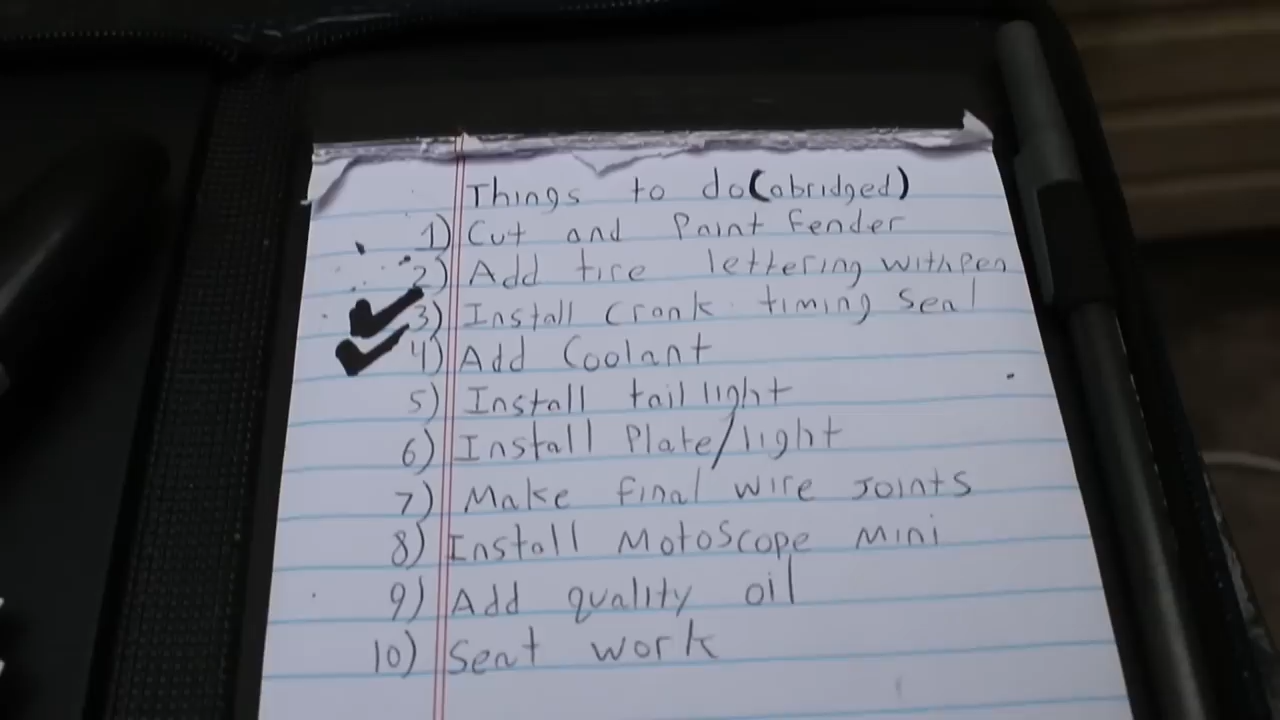 Things to do(abridged)
1) Cut and Paint Fender
2) Add tire lettering with pen
3) Install Crank timing Seal
4) Add Coolant
5) Install tail light
6) Install Plate/light
7) Make final wire Joints
8) Install Motoscope Mini
9) Add quality oil
10) Seat work